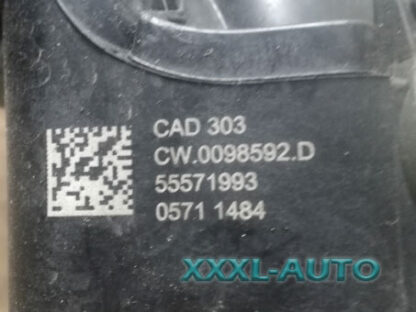 CAD 303
CW.0098592.D
55571993
0571 1484
XXXL-AUTO